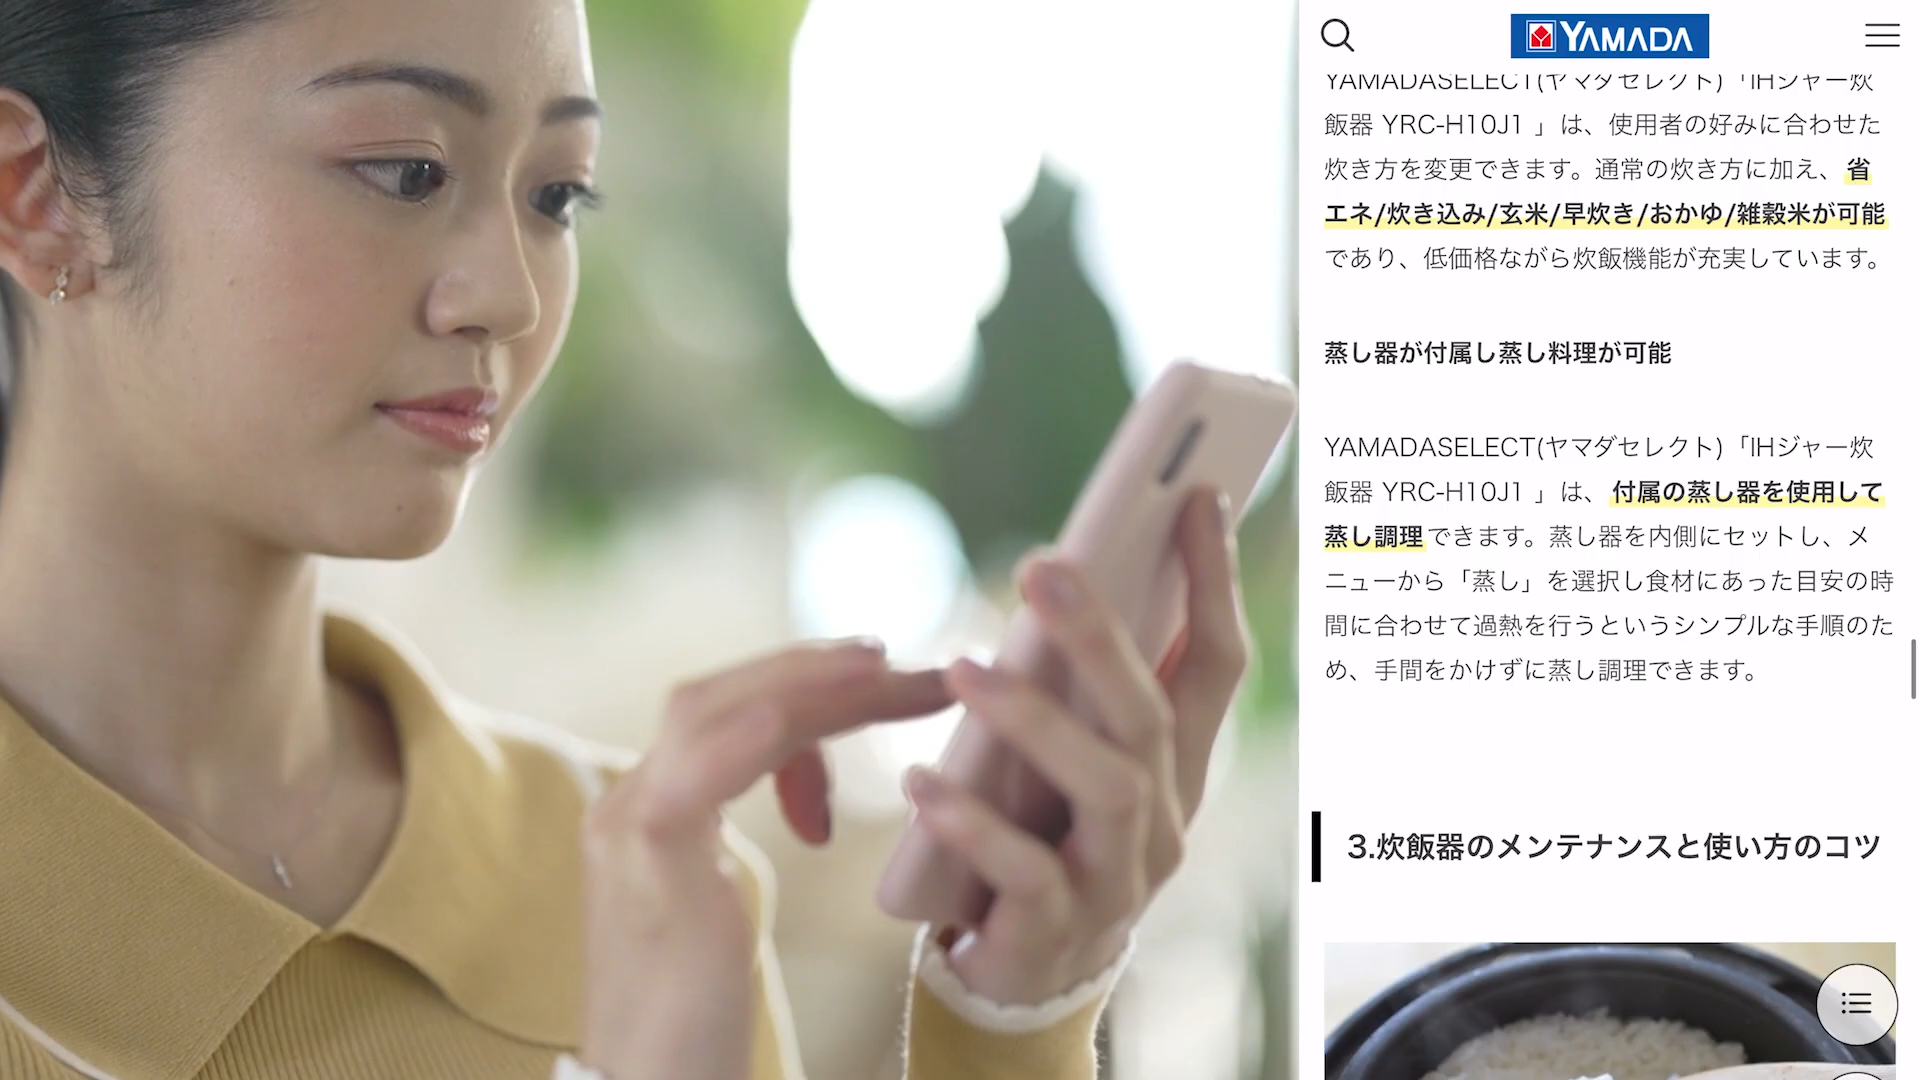 YAMADA
YAMADASELECT(ヤマダセレクト)「IHジャー炊
飯器 YRC-H10J1 」は、使用者の好みに合わせた
炊き方を変更できます。通常の炊き方に加え、省
エネ/炊き込み/玄米/早炊き/おかゆ/雑穀米が可能
であり、低価格ながら炊飯機能が充実しています。
蒸し器が付属し蒸し料理が可能
YAMADASELECT(ヤマダセレクト)「IHジャー炊
飯器 YRC-H10J1 」は、付属の蒸し器を使用して
蒸し調理できます。蒸し器を内側にセットし、メ
ニューから「蒸し」を選択し食材にあった目安の時
間に合わせて過熱を行うというシンプルな手順のた
め、手間をかけずに蒸し調理できます。
3.炊飯器のメンテナンスと使い方のコツ